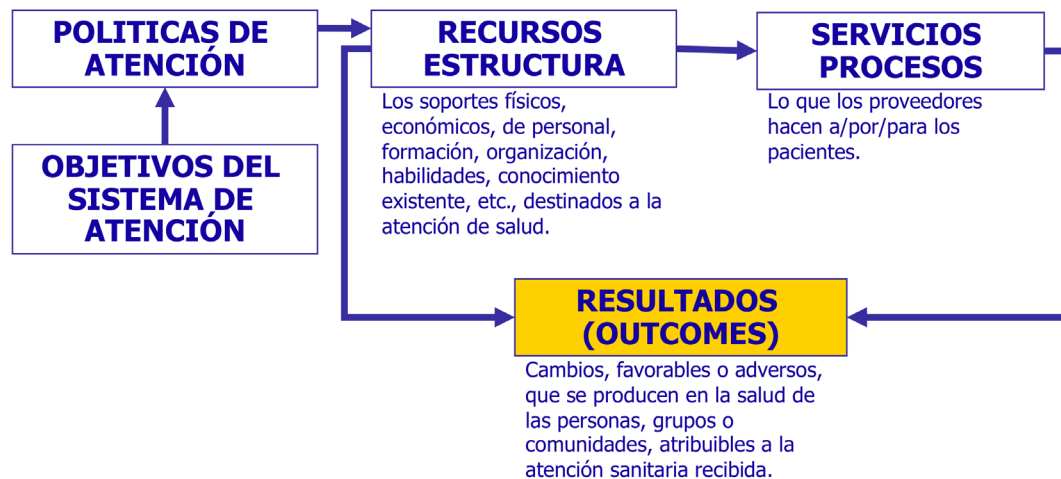 POLITICAS DE
ATENCIÓN
OBJETIVOS DEL
SISTEMA DE
ATENCIÓN
RECURSOS
ESTRUCTURA
Los soportes físicos,
económicos, de personal,
formación, organización,
habilidades, conocimiento
existente, etc., destinados a la
atención de salud.
SERVICIOS
PROCESOS
Lo que los proveedores
hacen a/por/para los
pacientes.
RESULTADOS
(OUTCOMES)
Cambios, favorables o adversos,
que se producen en la salud de
las personas, grupos o
comunidades, atribuibles a la
atención sanitaria recibida.